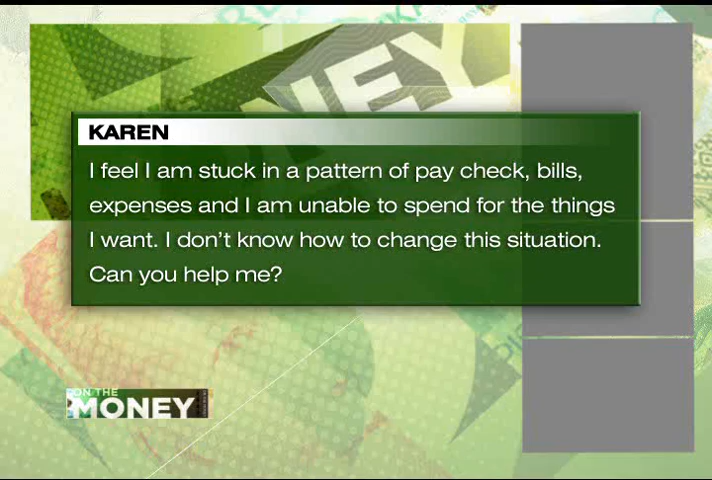 NEY
KAREN
I feel I am stuck in a pattern of pay check, bills,
expenses and I am unable to spend for the things
I want. I don't know how to change this situation.
Can you help me?
ON THE
MONEY